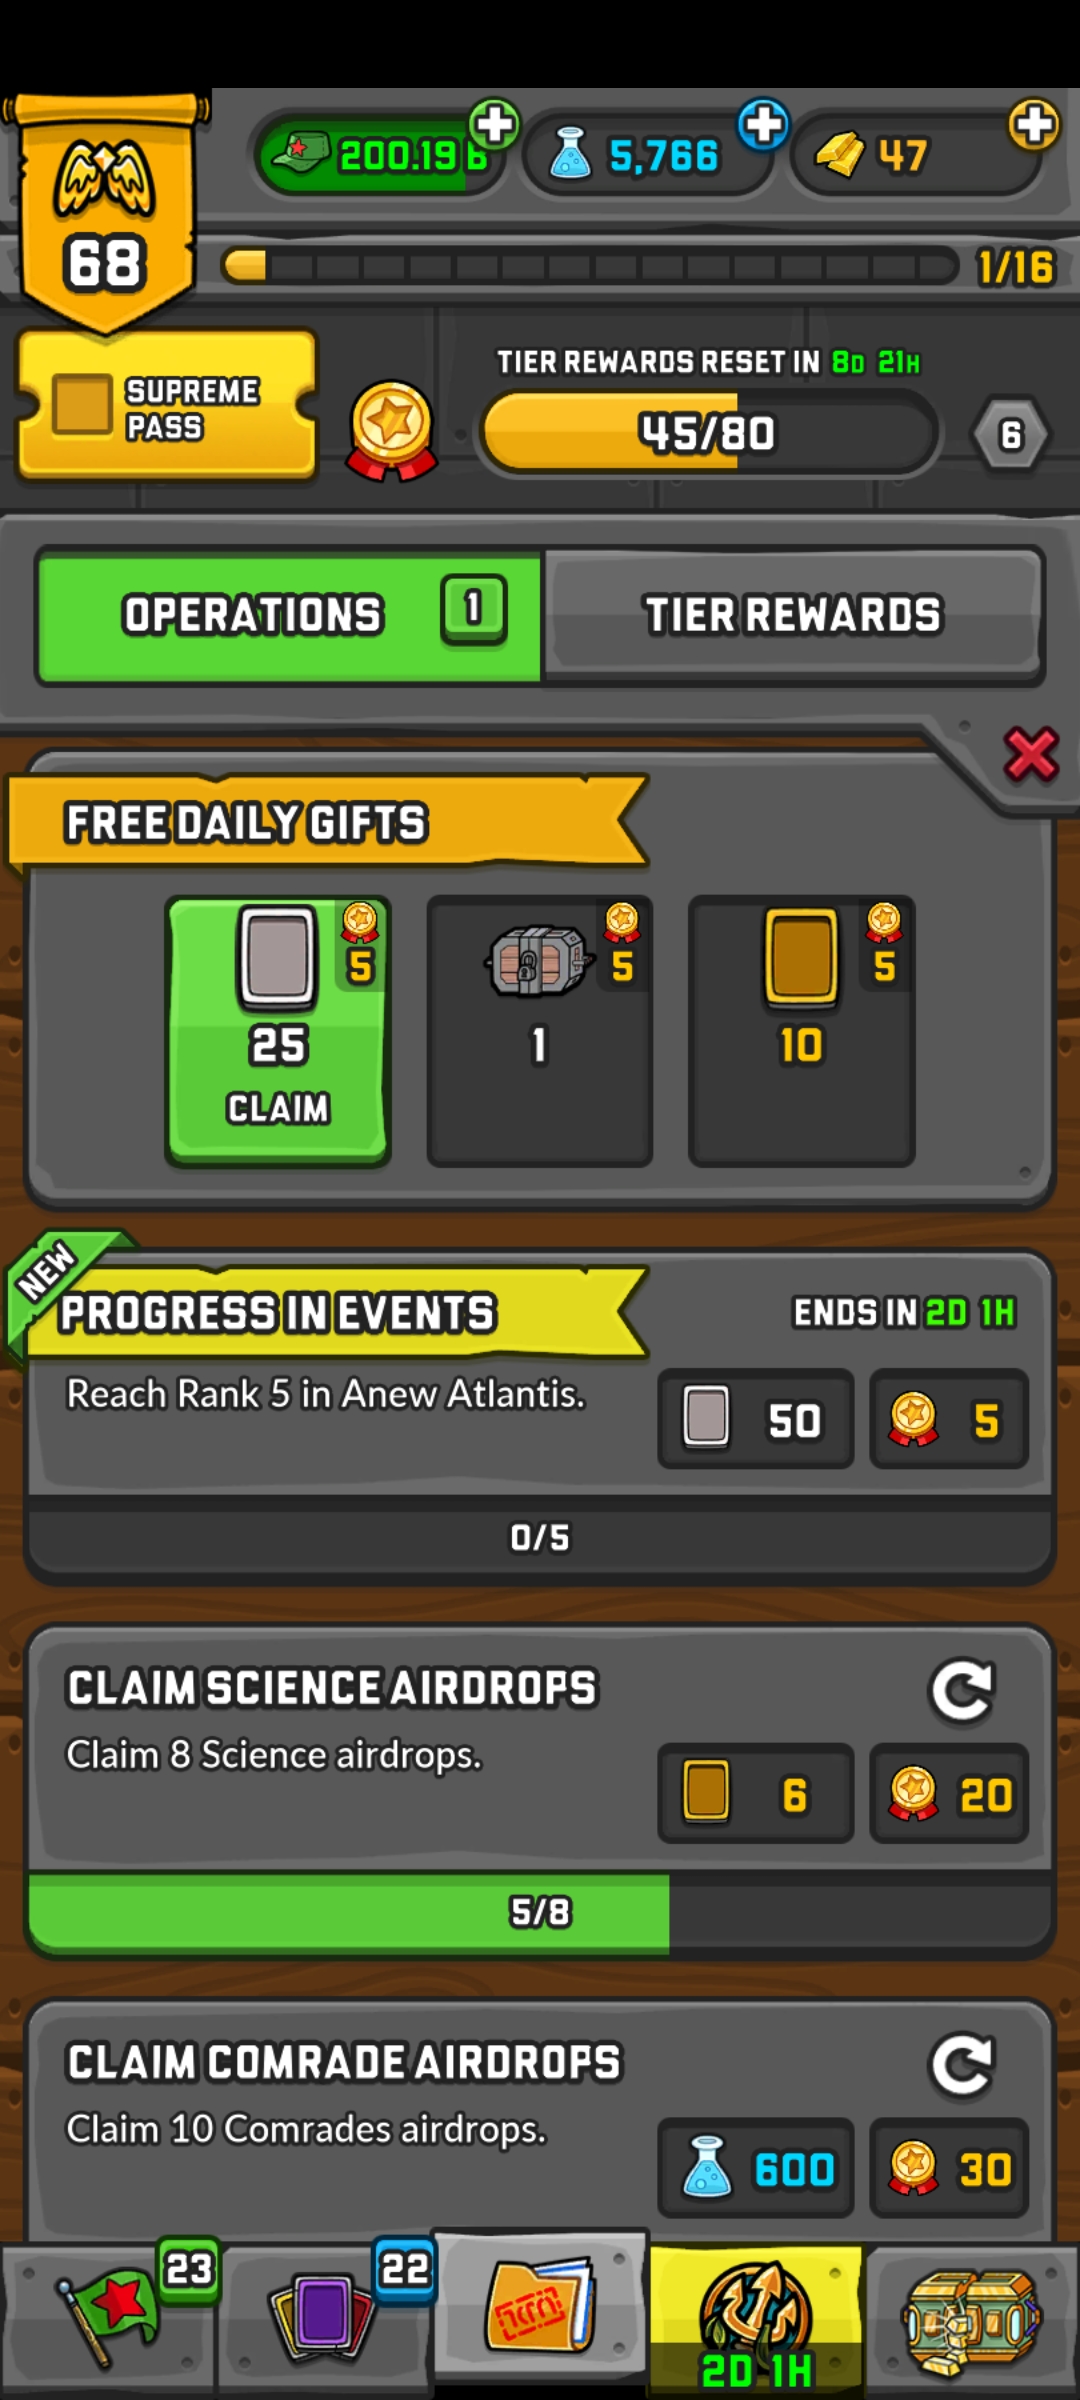 200.19 B
5,766
47
68
1/16
SUPREME
PASS
TIER REWARDS RESET IN 8D 21H
45/80
6
OPERATIONS 1
TIER REWARDS
FREE DAILY GIFTS
5
25
CLAIM
5
1
5
10
NEW
PROGRESS IN EVENTS
ENDS IN 2D 1H
Reach Rank 5 in Anew Atlantis.
50
5
0/5
CLAIM SCIENCE AIRDROPS
Claim 8 Science airdrops.
6
20
5/8
CLAIM COMRADE AIRDROPS
Claim 10 Comrades airdrops.
600
30
23
22
2D 1H